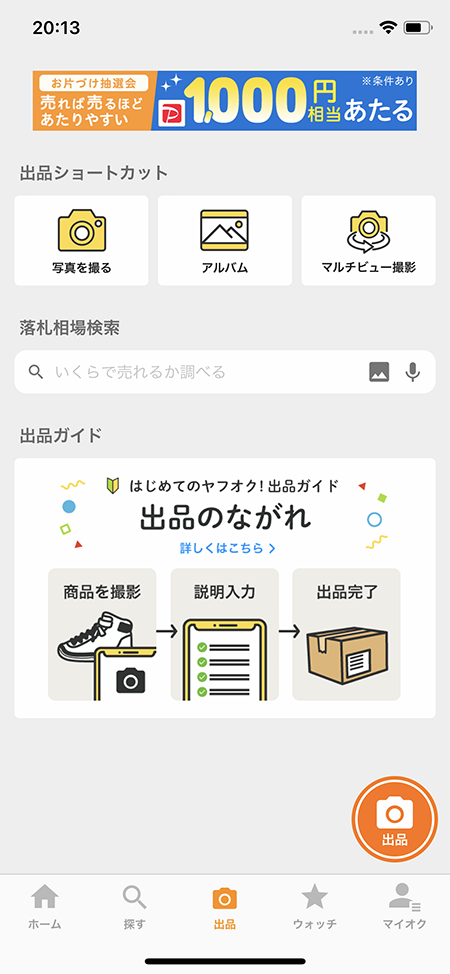 20:13
お片づけ抽選会
売れば売るほど
あたりやすい
P
1,000円相当あたる
※条件あり
出品ショートカット
写真を撮る
アルバム
マルチビュー撮影
落札相場検索
いくらで売れるか調べる
出品ガイド
はじめてのヤフオク!出品ガイド
出品のながれ
詳しくはこちら
商品を撮影
説明入力
出品完了
出品
ホーム
探す
出品
ウォッチ
マイオク